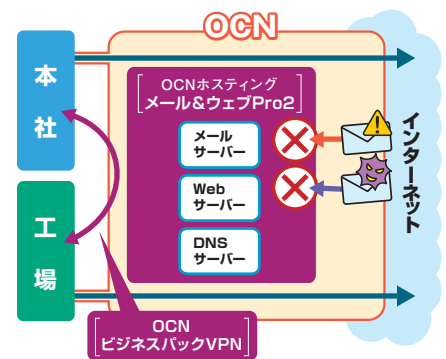 OCN
本社
OCNホスティング
メール&ウェブPro2
メール
サーバー
Web
サーバー
DNS
サーバー
インターネット
工場
OCN
ビジネスパックVPN